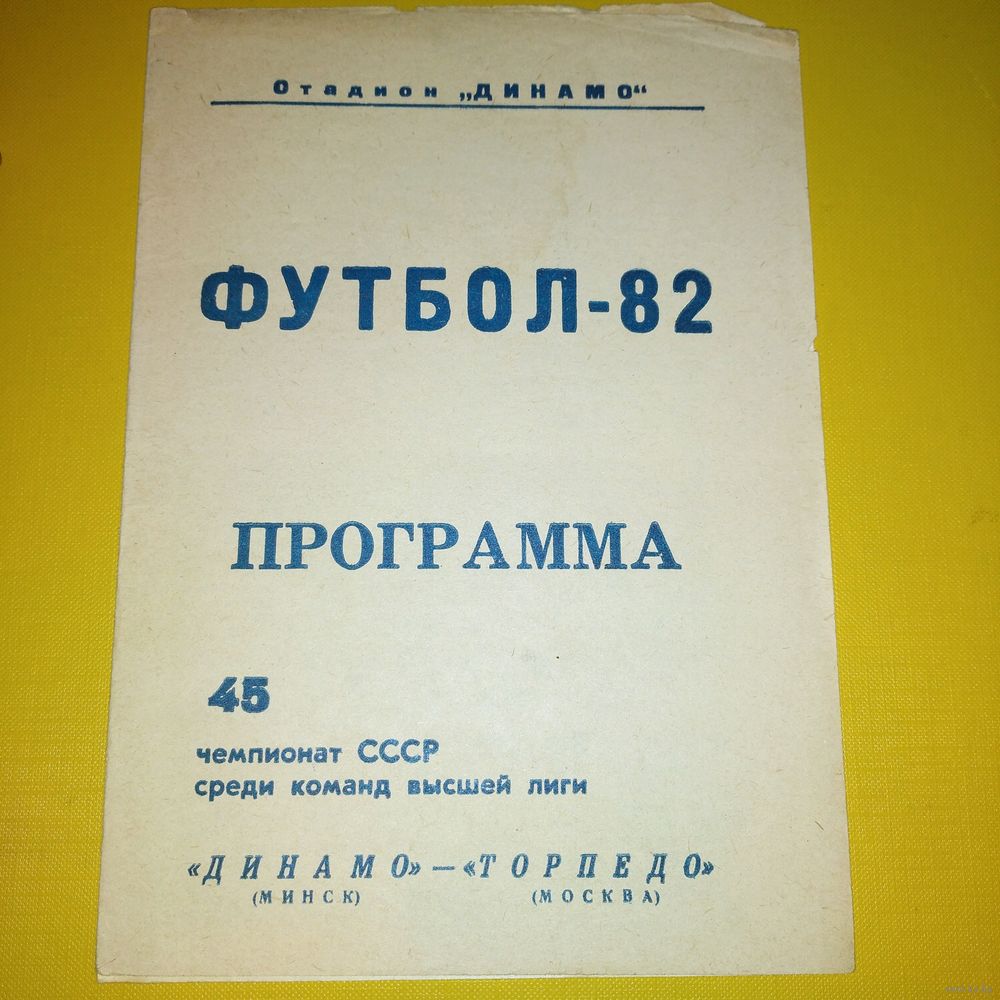 Стадион „ДИНАМО“
ФУТБОЛ-82
ПРОГРАММА
45
чемпионат СССР
среди команд высшей лиги
«ДИНАМО» — «ТОРПЕДО»
(МИНСК) (МОСКВА)